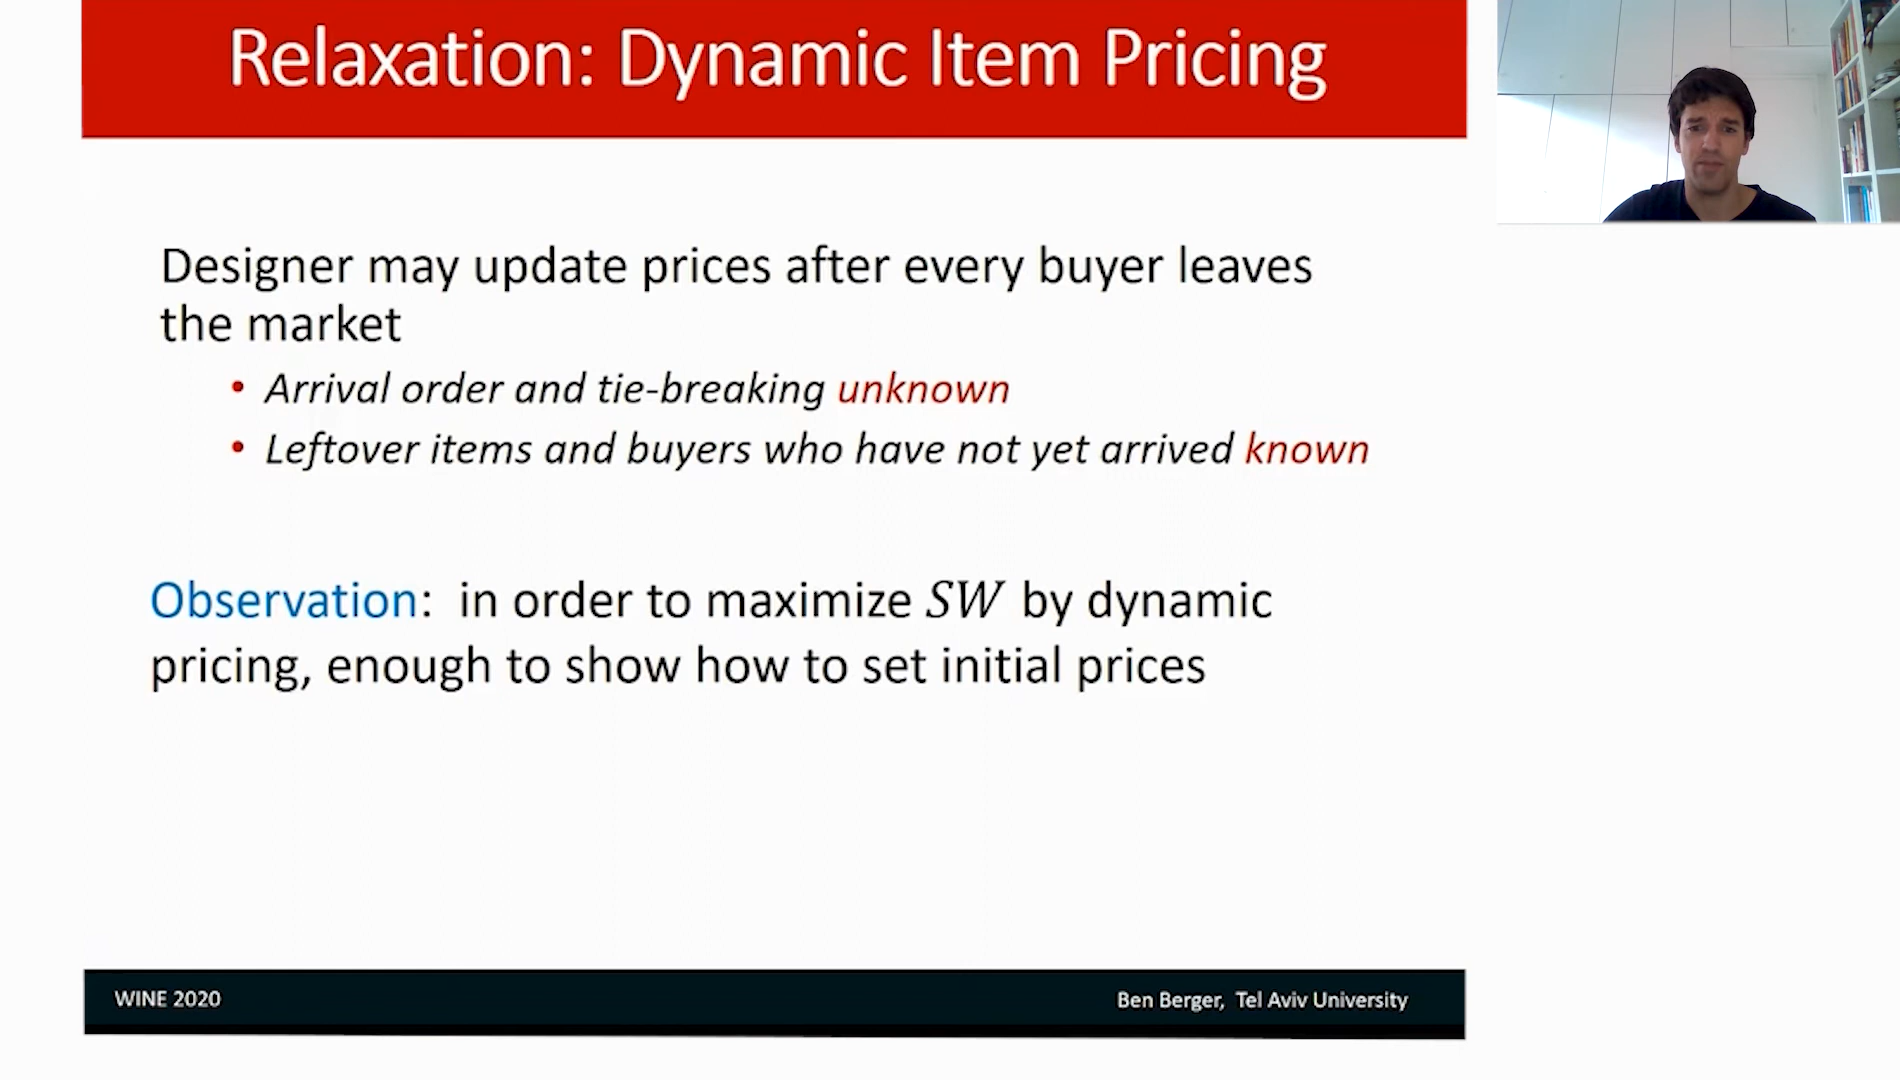 Relaxation: Dynamic Item Pricing
Designer may update prices after every buyer leaves
the market
• Arrival order and tie-breaking unknown
• Leftover items and buyers who have not yet arrived known
Observation: in order to maximize SW by dynamic
pricing, enough to show how to set initial prices
WINE 2020
Ben Berger, Tel Aviv University